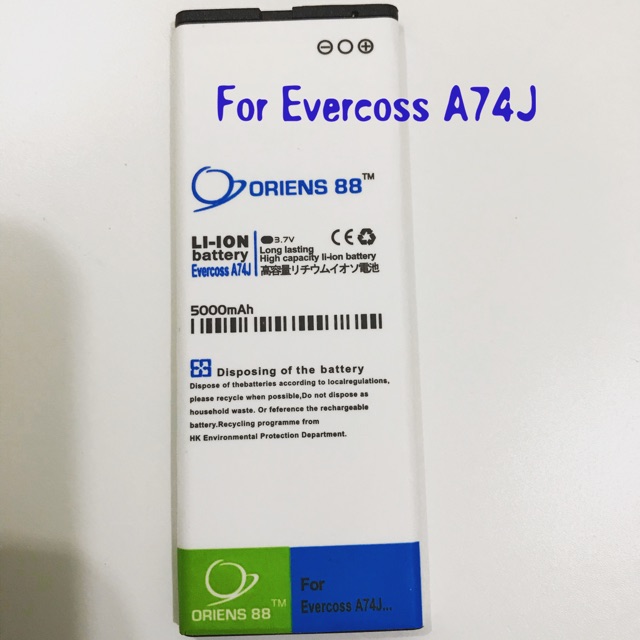 For Evercoss A74J
ORIENS 88™
LI-ION
battery
Evercoss A74J
3.7V
Long lasting
High capacity li-ion battery
高容量リチウムイオソ電池
5000mAh
Disposing of the battery
Dispose of thebatteries according to localregulations,
please recycle when possible,Do not dispose as
household waste. Or feference the rechargeable
battery.Recycling programme from
HK Environmental Protection Department.
ORIENS 88™
For
Evercoss A74J...